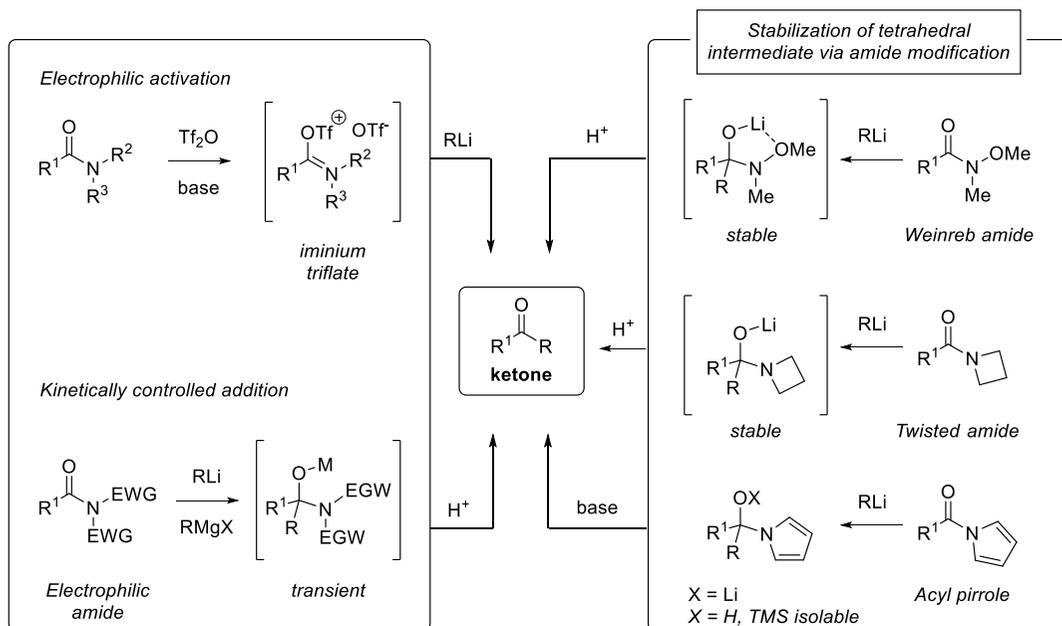 Stabilization of tetrahedral
intermediate via amide modification
Electrophilic activation
O
R1
N
R2
R3
Tf2O
base
OTf
⊕
OTf-
R1
N
R2
R3
iminium
triflate
RLi
H+
O
Li
OMe
R1
R
N
Me
stable
RLi
O
R1
N
OMe
Me
Weinreb amide
O
R1
R
ketone
H+
O
Li
R1
R
N
stable
RLi
O
R1
N
Twisted amide
Kinetically controlled addition
O
R1
N
EWG
EWG
Electrophilic
amide
RLi
RMgX
O
M
R1
R
N
EGW
EGW
transient
H+
base
OX
R1
R
N
X = Li
X = H, TMS isolable
RLi
O
R1
N
Acyl pirrole